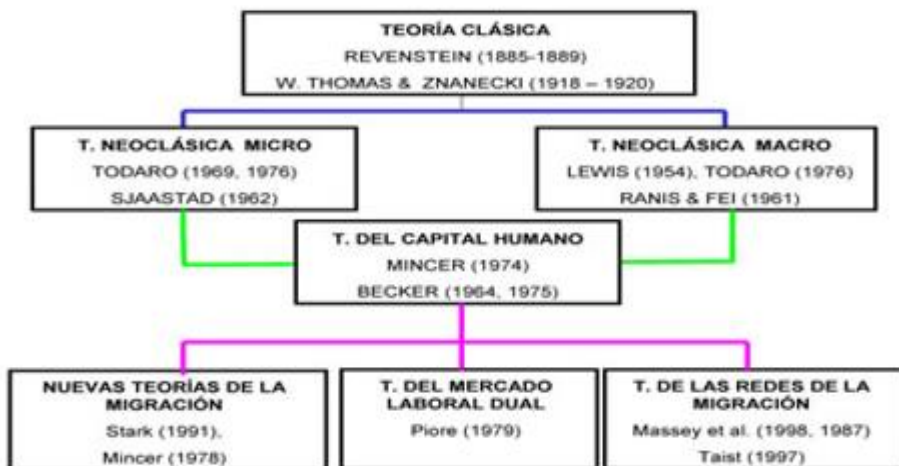 TEORÍA CLÁSICA
REVENSTEIN (1885-1889)
W. THOMAS & ZNANECKI (1918 – 1920)
T. NEOCLÁSICA MICRO
TODARO (1969, 1976)
SJAASTAD (1962)
T. NEOCLÁSICA MACRO
LEWIS (1954), TODARO (1976)
RANIS & FEI (1961)
T. DEL CAPITAL HUMANO
MINCER (1974)
BECKER (1964, 1975)
NUEVAS TEORÍAS DE LA
MIGRACIÓN
Stark (1991),
Mincer (1978)
T. DEL MERCADO
LABORAL DUAL
Piore (1979)
T. DE LAS REDES DE LA
MIGRACIÓN
Massey et al. (1998, 1987)
Taist (1997)